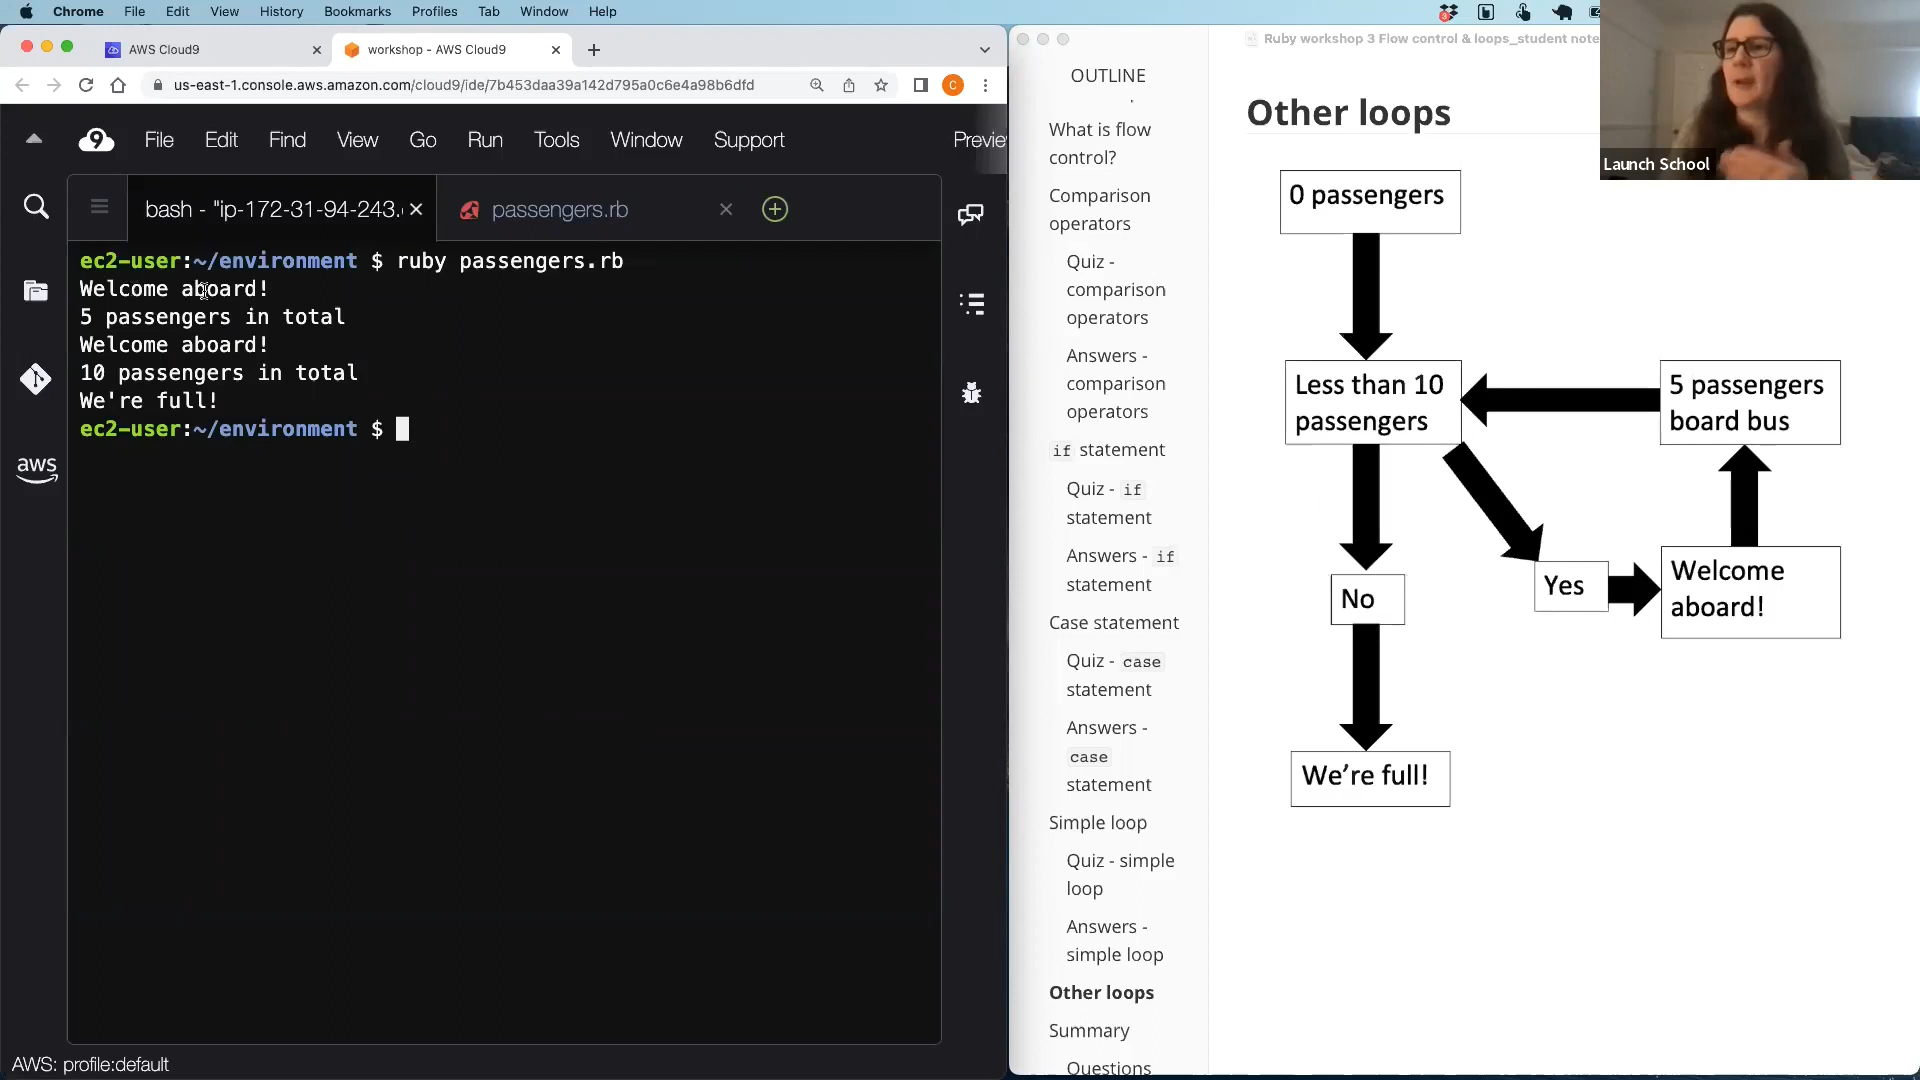 Chrome File Edit View History Bookmarks Profiles Tab Window Help
3
AWS Cloud9
workshop - AWS Cloud9
us-east-1.console.aws.amazon.com/cloud9/ide/7b453daa39a142d795a0c6e4a98b6dfd
C
9 File Edit Find View Go Run Tools Window Support Previe
bash - "ip-172-31-94-243.
passengers.rb
ec2-user:~/environment $ ruby passengers.rb
Welcome aboard!
5 passengers in total
Welcome aboard!
10 passengers in total
We're full!
ec2-user:~/environment $
aws
AWS: profile:default
Ruby workshop 3 Flow control & loops_student note
OUTLINE
What is flow
control?
Comparison
operators
Quiz -
comparison
operators
Answers -
comparison
operators
if statement
Quiz - if
statement
Answers - if
statement
Case statement
Quiz - case
statement
Answers -
case
statement
Simple loop
Quiz - simple
loop
Answers -
simple loop
Other loops
Summary
Questions
Other loops
0 passengers
Less than 10
passengers
5 passengers
board bus
No
Yes
Welcome
aboard!
We're full!
Launch School